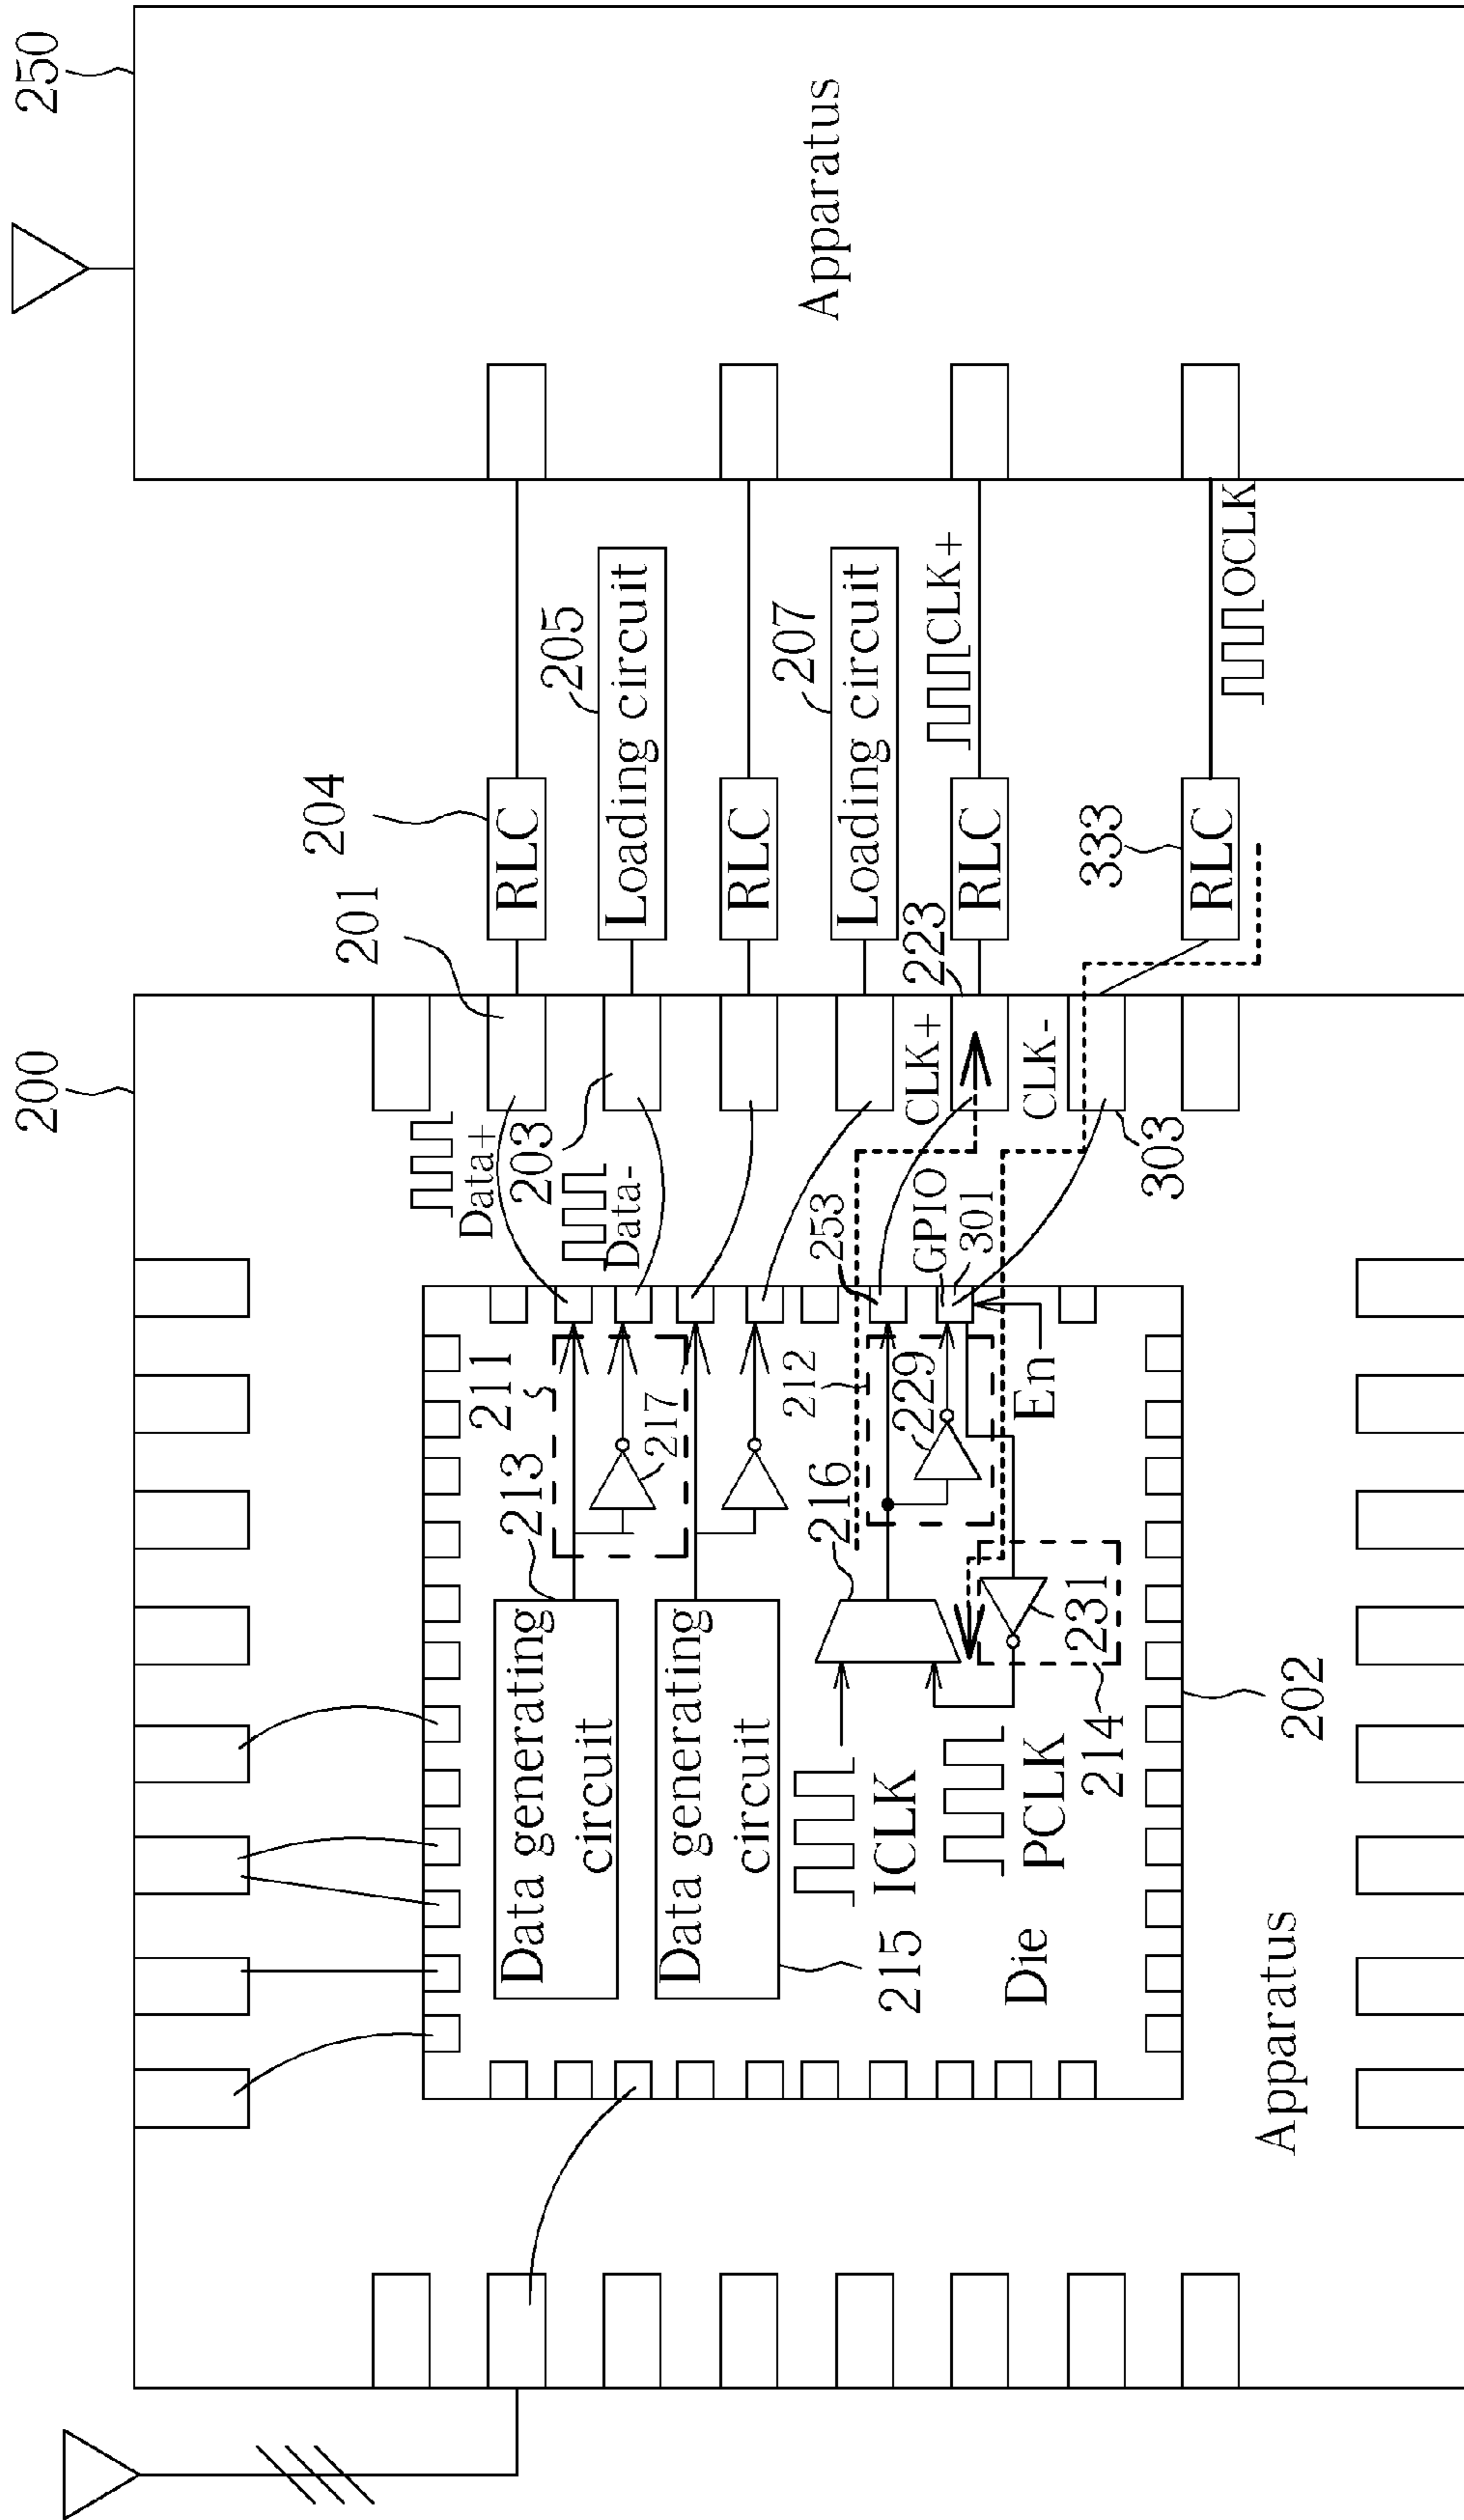 200
250
201
204
Data+
203
Data-
205
RLC
Loading circuit
RLC
207
Loading circuit
CLK+
223
RLC
CLK+
CLK-
303
333
RLC
OCLK
Apparatus
211
213
217
Data generating
circuit
Data generating
circuit
215
212
216
253
GPIO
301
229
En
231
214
ICLK
PCLK
Die
202
Apparatus